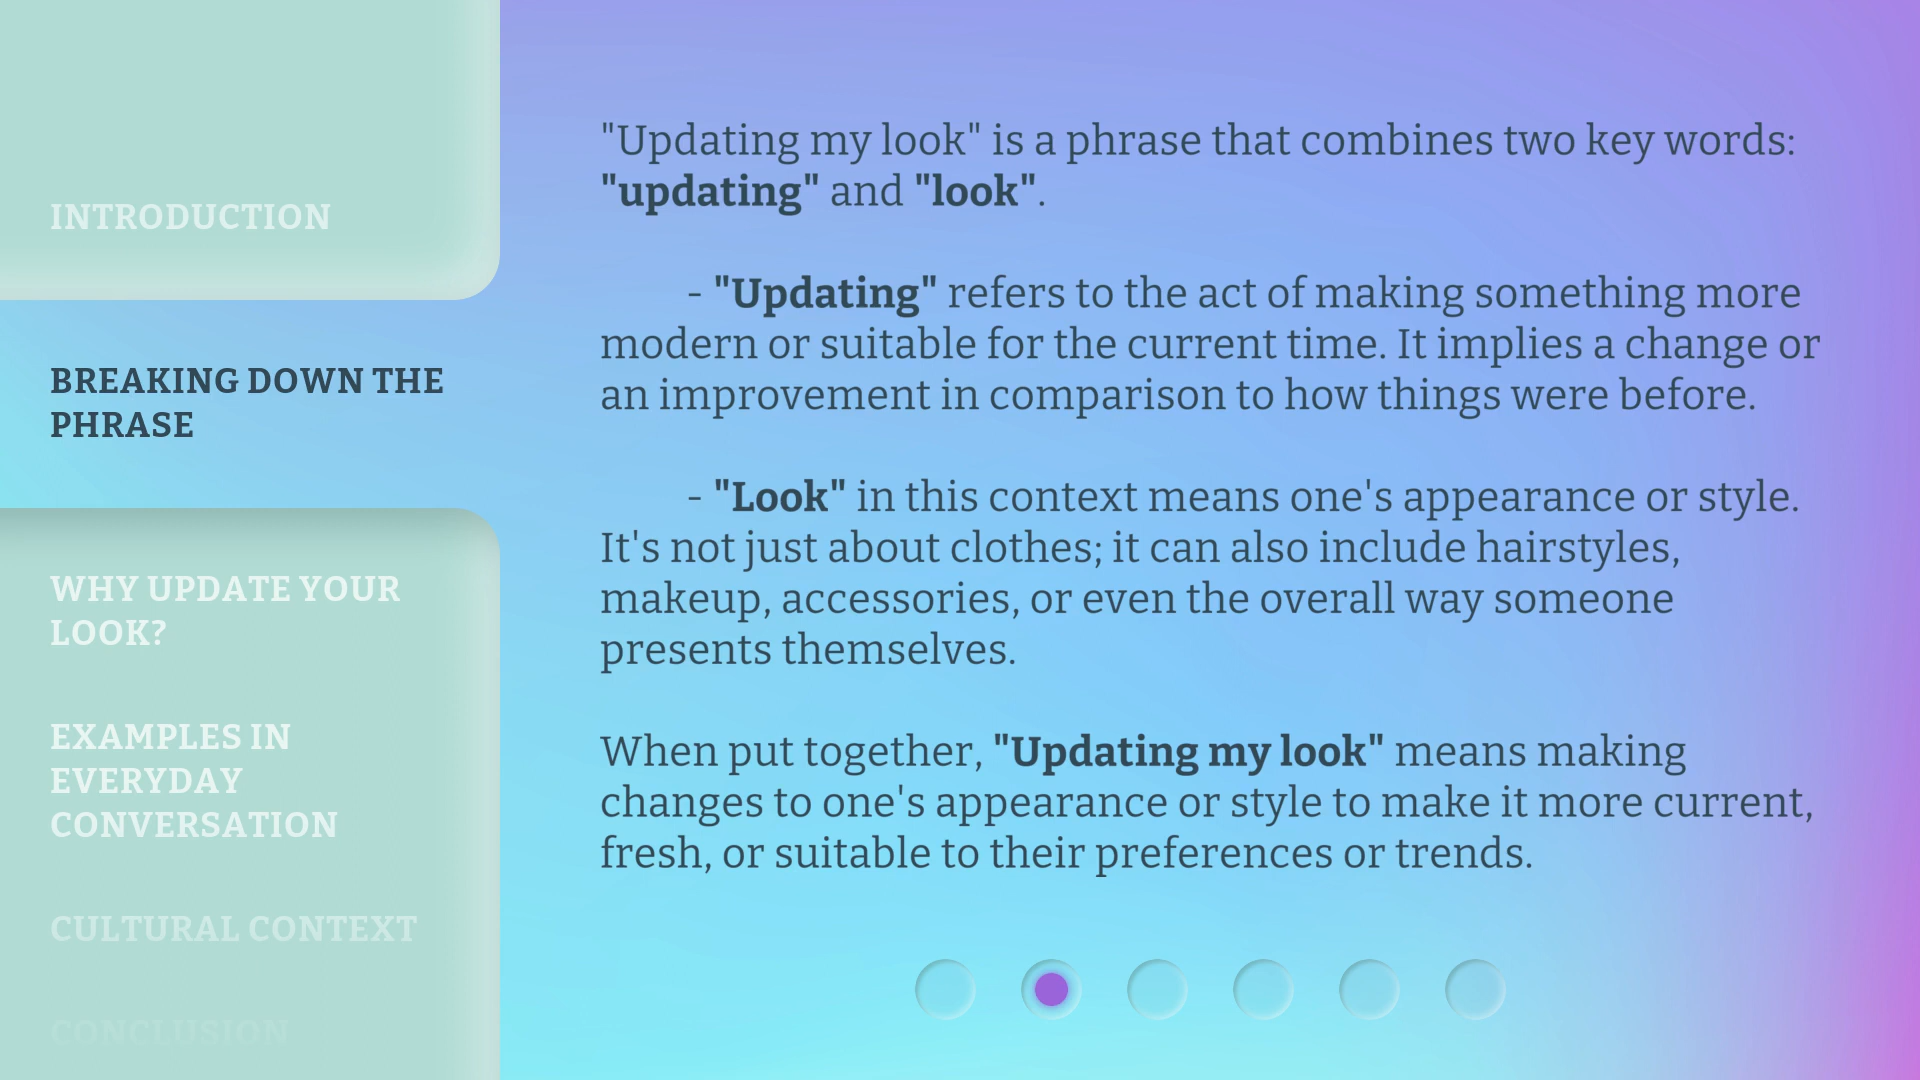 INTRODUCTION
BREAKING DOWN THE
PHRASE
WHY UPDATE YOUR
LOOK?
EXAMPLES IN
EVERYDAY
CONVERSATION
CULTURAL CONTEXT
CONCLUSION
"Updating my look" is a phrase that combines two key words:
"updating" and "look".
- "Updating" refers to the act of making something more
modern or suitable for the current time. It implies a change or
an improvement in comparison to how things were before.
- "Look" in this context means one's appearance or style.
It's not just about clothes; it can also include hairstyles,
makeup, accessories, or even the overall way someone
presents themselves.
When put together, "Updating my look" means making
changes to one's appearance or style to make it more current,
fresh, or suitable to their preferences or trends.